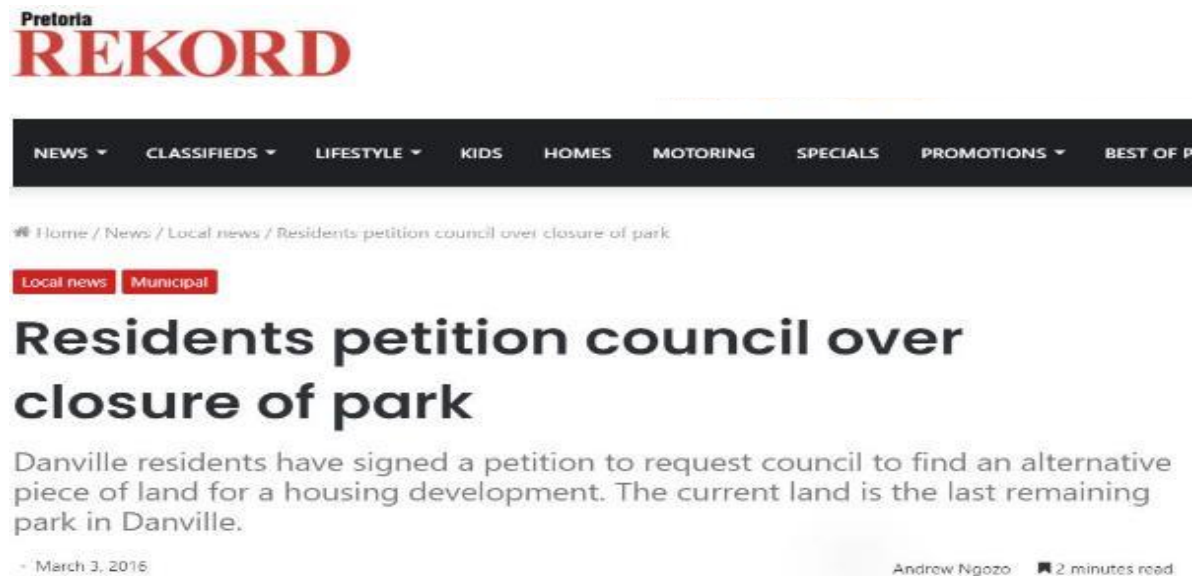 Pretoria
REKORD
NEWS CLASSIFIEDS LIFESTYLE KIDS HOMES MOTORING SPECIALS PROMOTIONS BEST OF P
Home / News / Local news / Residents petition council over closure of park
Local news Municipal
Residents petition council over
closure of park
Danville residents have signed a petition to request council to find an alternative
piece of land for a housing development. The current land is the last remaining
park in Danville.
- March 3, 2016 Andrew Ngozo 2 minutes read